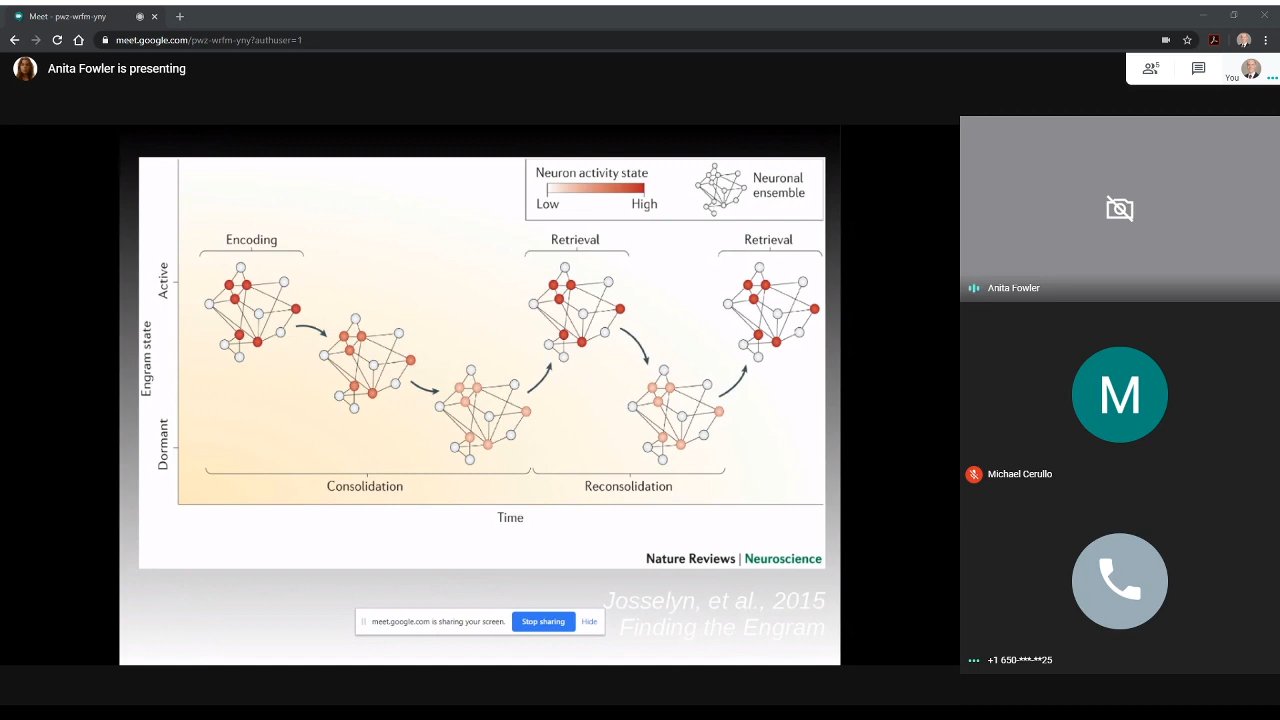 Meet - pwz-wrfm-yny
meet.google.com/pwz-wrfm-yny?authuser=1
Anita Fowler is presenting
5
You
Neuron activity state
Low
High
Neuronal
ensemble
Encoding
Retrieval
Retrieval
Active
Engram state
Dormant
Consolidation
Reconsolidation
Time
Nature Reviews | Neuroscience
Josselyn, et al., 2015
Finding the Engram
meet.google.com is sharing your screen.
Stop sharing
Hide
Anita Fowler
M
Michael Cerullo
+1 650-***-**25